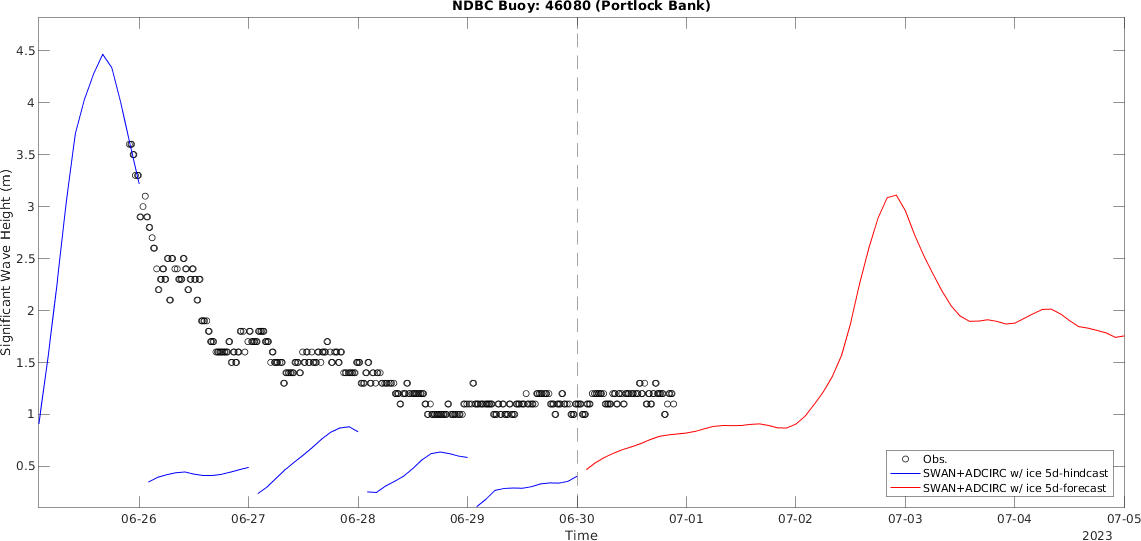 NDBC Buoy: 46080 (Portlock Bank)
Significant Wave Height (m)
4.5
4
3.5
3
2.5
2
1.5
1
0.5
Obs.
SWAN+ADCIRC w/ ice 5d-hindcast
SWAN+ADCIRC w/ ice 5d-forecast
06-26 06-27 06-28 06-29 06-30 07-01 07-02 07-03 07-04 07-05
Time
2023